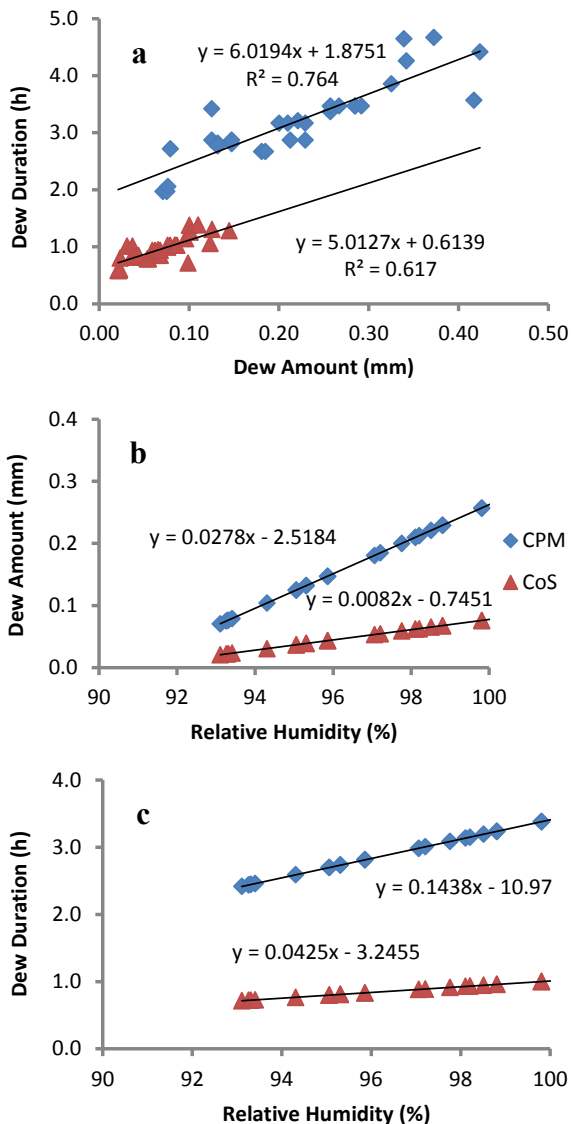 a
5.0
4.0
3.0
2.0
1.0
0.0
Dew Duration (h)
y = 6.0194x + 1.8751
R² = 0.764
y = 5.0127x + 0.6139
R² = 0.617
0.00 0.10 0.20 0.30 0.40 0.50
Dew Amount (mm)
b
0.4
0.3
0.2
0.1
0.0
Dew Amount (mm)
y = 0.0278x - 2.5184
y = 0.0082x - 0.7451
CPM
CoS
90 92 94 96 98 100
Relative Humidity (%)
c
4.0
3.0
2.0
1.0
0.0
Dew Duration (h)
y = 0.1438x - 10.97
y = 0.0425x - 3.2455
90 92 94 96 98 100
Relative Humidity (%)